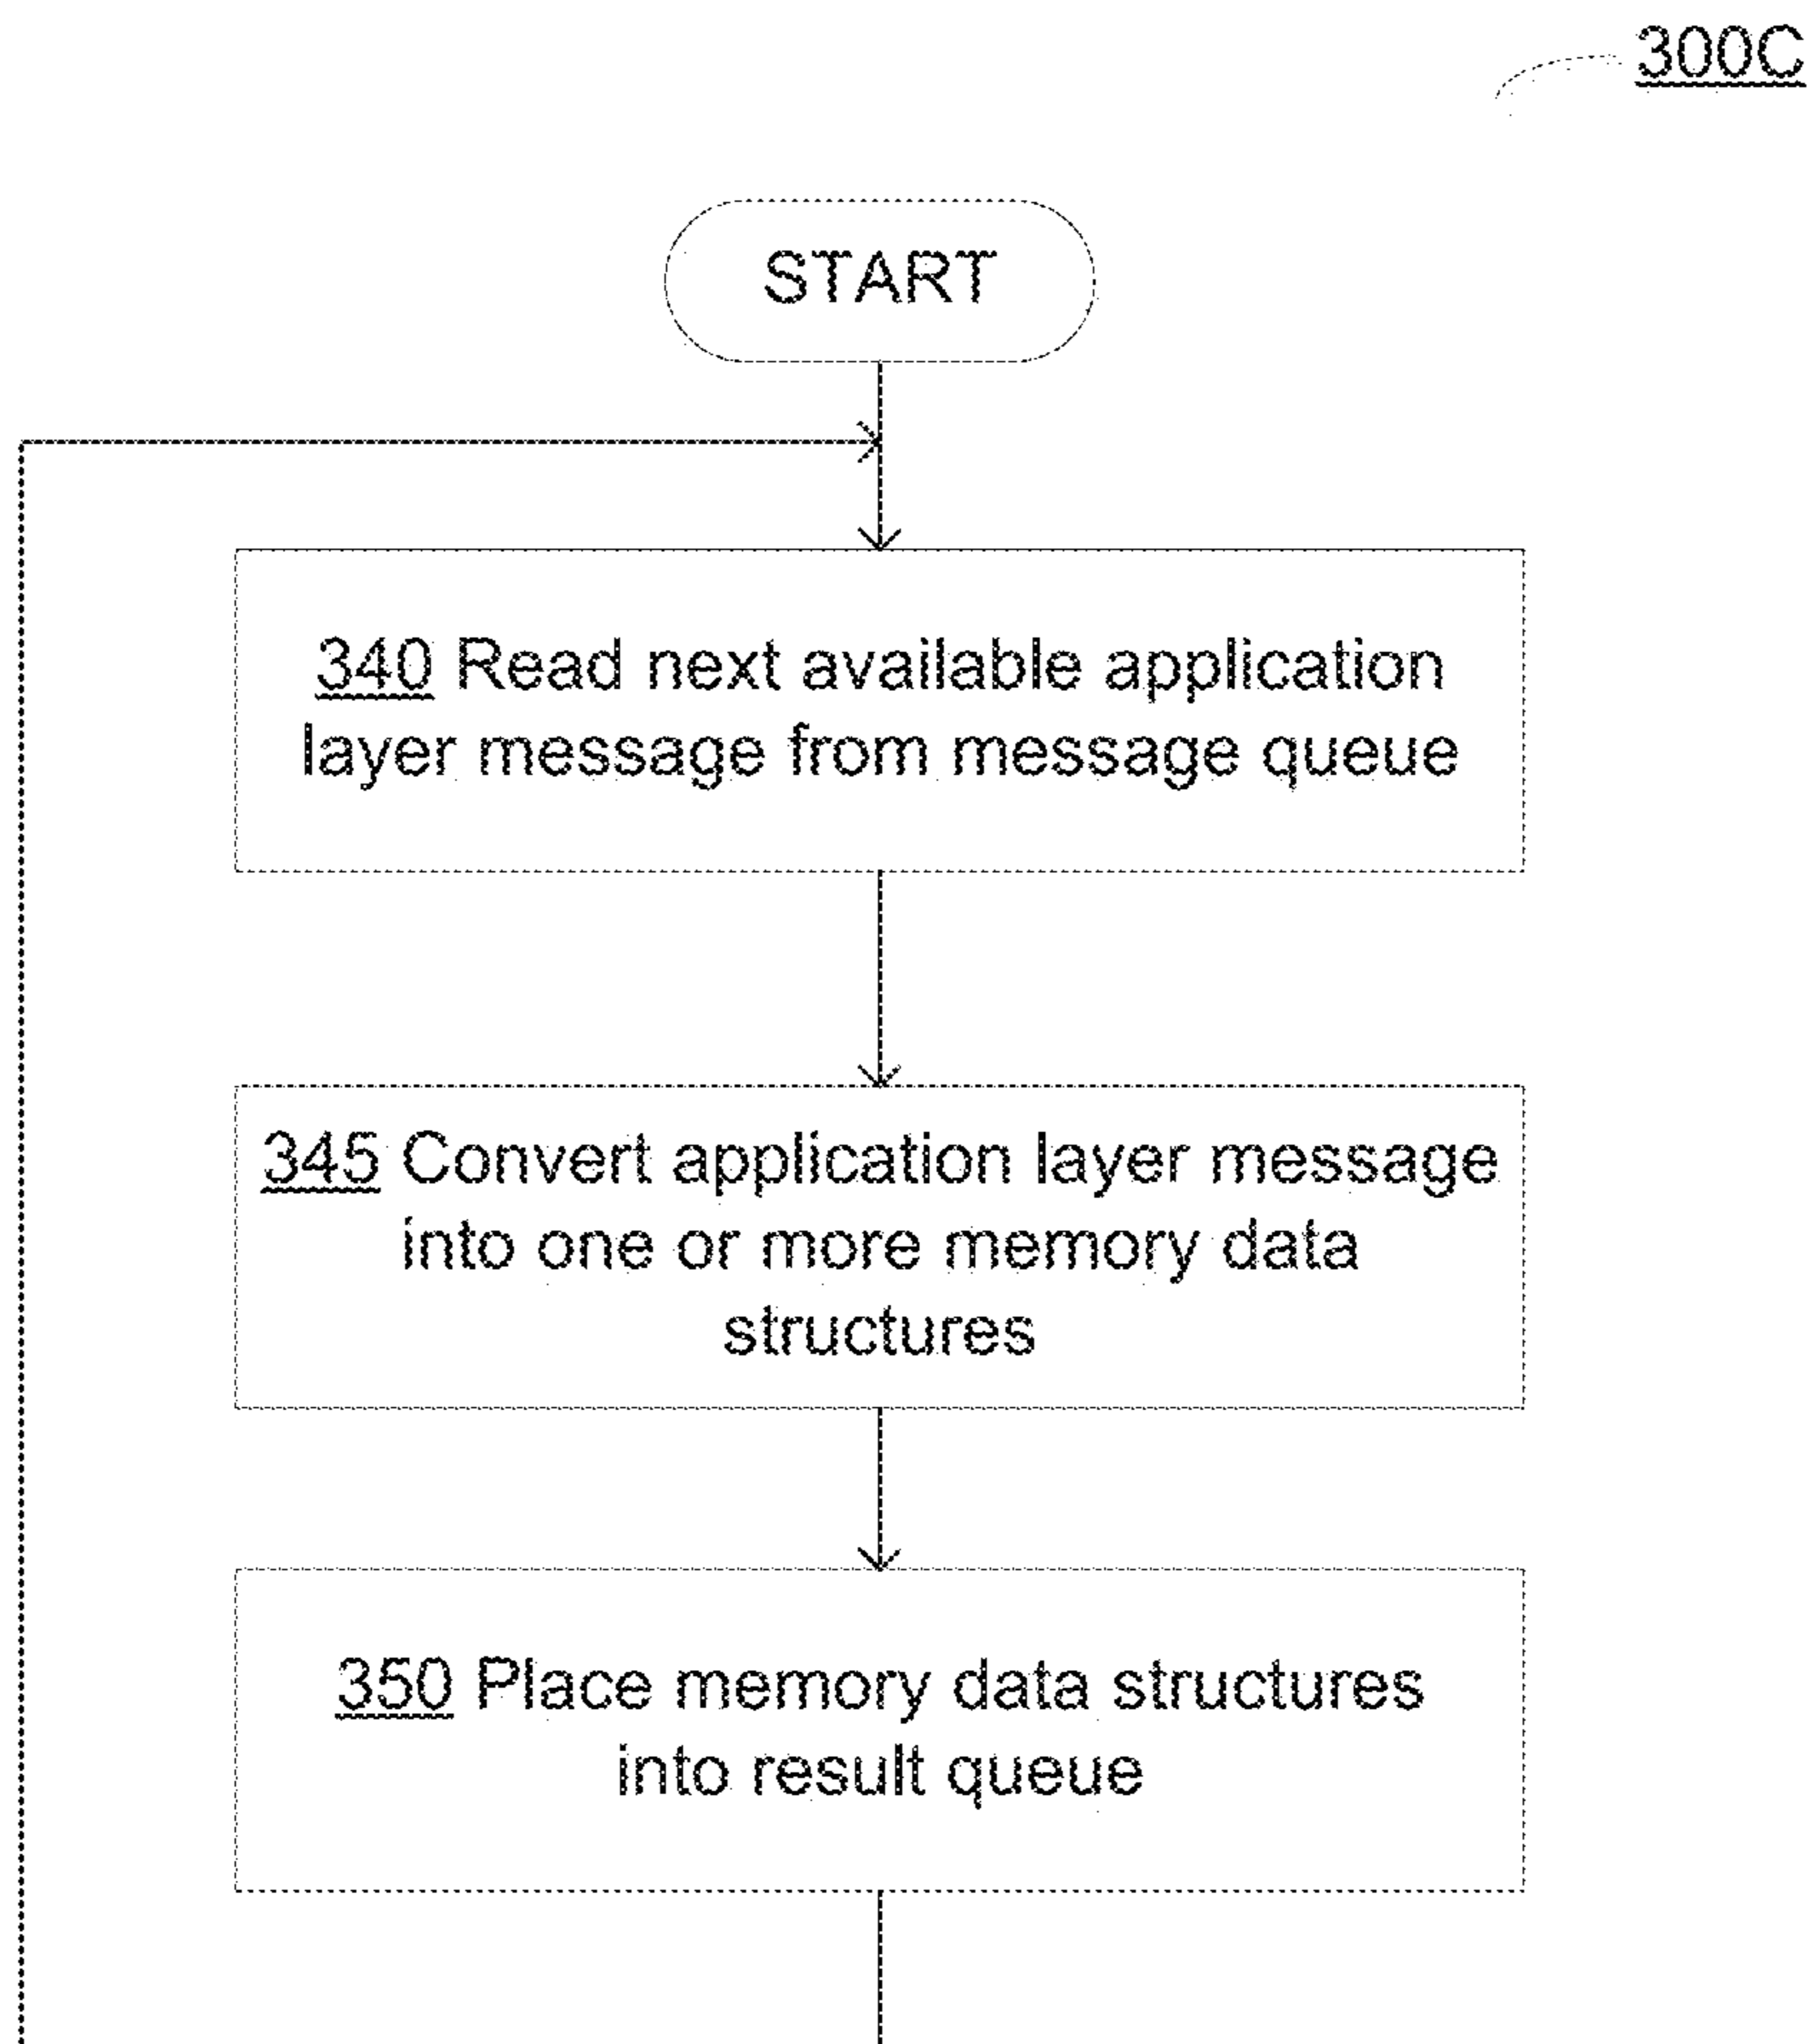 300C
START
340 Read next available application
layer message from message queue
345 Convert application layer message
into one or more memory data
structures
350 Place memory data structures
into result queue